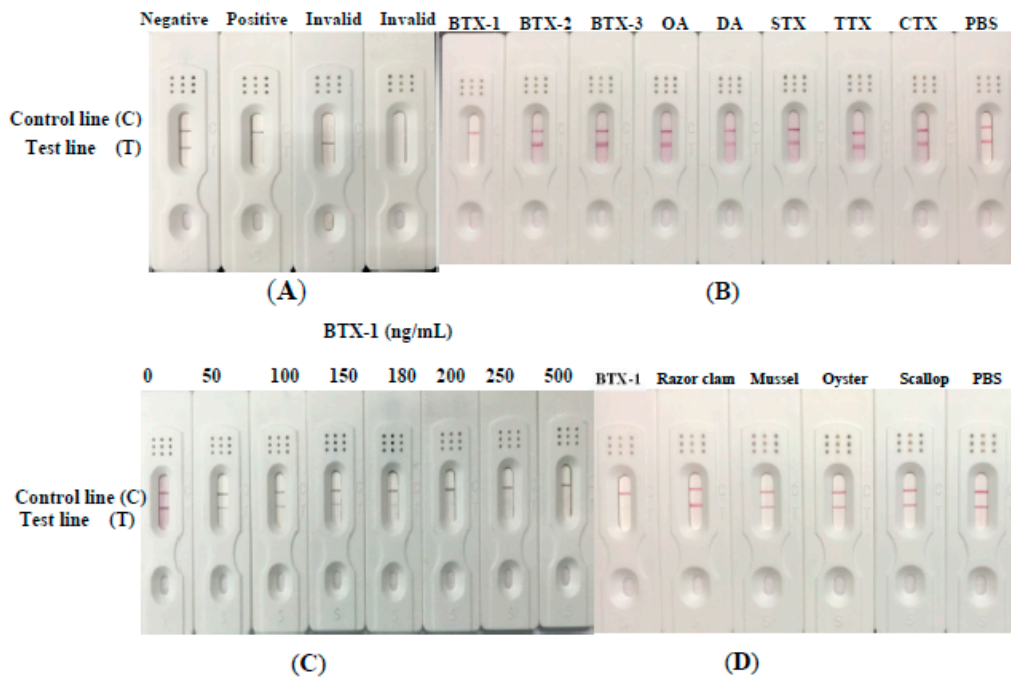 Negative Positive Invalid Invalid
BTX-1 BTX-2 BTX-3 OA DA STX TTX CTX PBS
Control line (C)
Test line (T)
(A)
(B)
BTX-1 (ng/mL)
0 50 100 150 180 200 250 500
BTX-1 Razor clam Mussel Oyster Scallop PBS
Control line (C)
Test line (T)
(C)
(D)